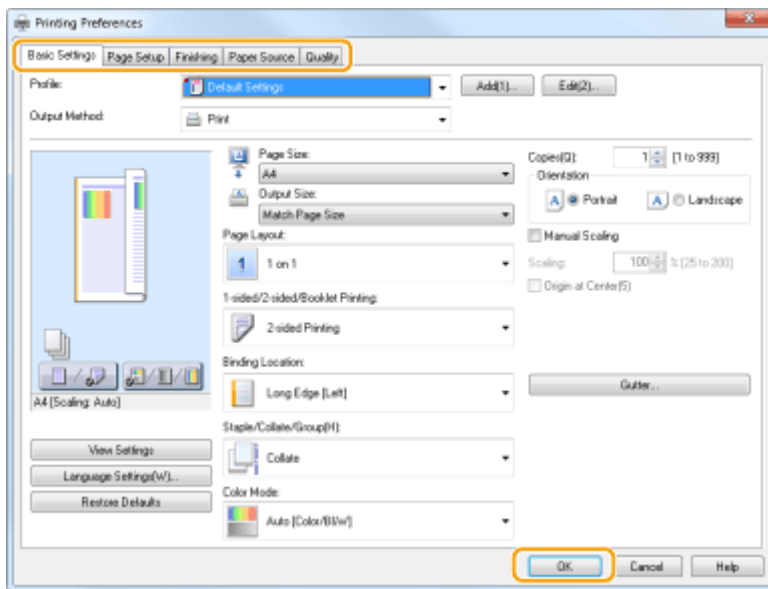 Printing Preferences
Basic Settings Page Setup Finishing Paper Source Quality
Profile: Default Settings Add(1)... Edit(2)...
Output Method: Print
Page Size:
A4
Output Size:
Match Page Size
Page Layout:
1 1 on 1
1-sided/2-sided/Booklet Printing:
2-sided Printing
Binding Location:
Long Edge [Left]
Staple/Collate/Group(H):
Collate
Color Mode:
Auto [Color/B&W]
Copies(Q): 1 [1 to 999]
Orientation
A Portrait A Landscape
Manual Scaling
Scaling: 100 % [25 to 200]
Origin at Center(5)
Gutter...
A4 [Scaling: Auto]
View Settings
Language Settings(W)...
Restore Defaults
OK Cancel Help